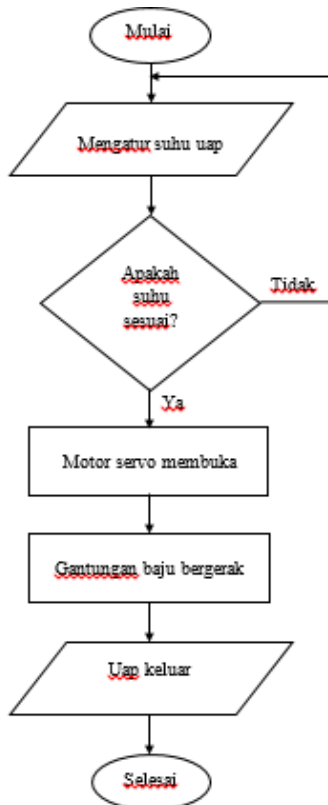 Mulai
Mengatur suhu uap
Apakah
suhu
sesuai?
Tidak
Ya
Motor servo membuka
Gantungan baju bergerak
Uap keluar
Selesai